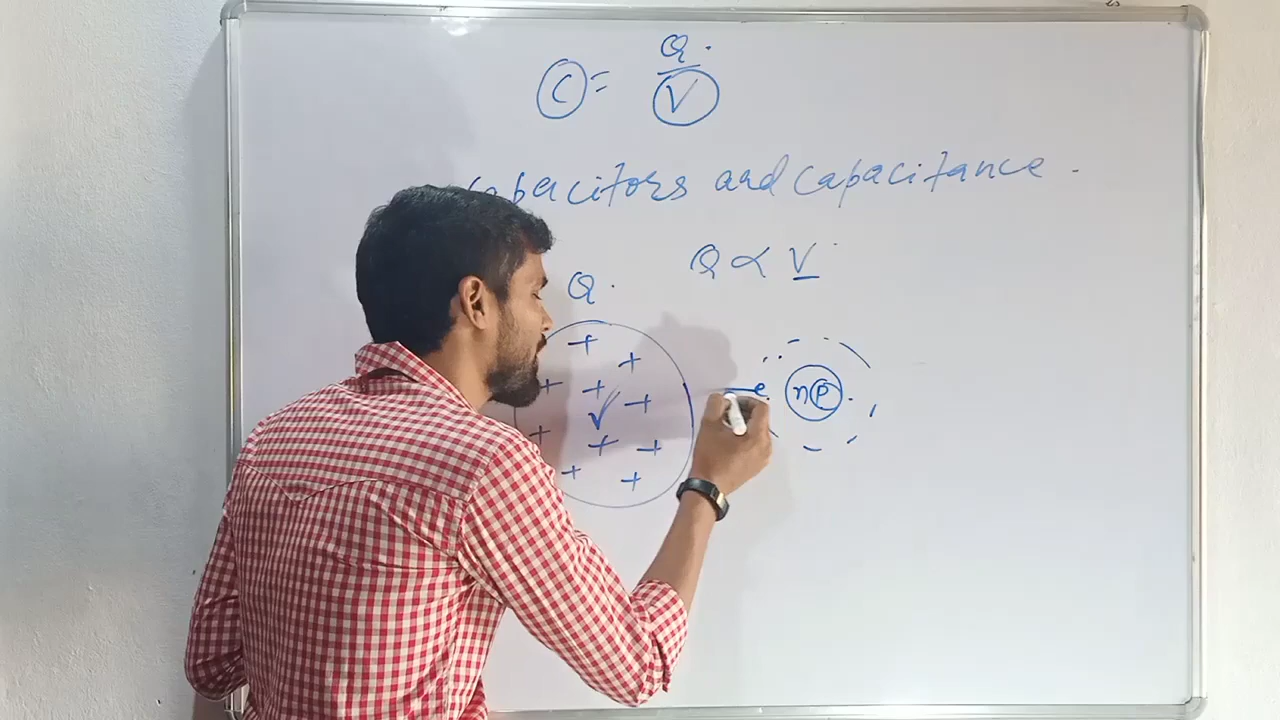 C = Q / V
capacitors and capacitance.
Q ∝ V
Q.
+ +
+ + +
+ + +
+ +
e n p